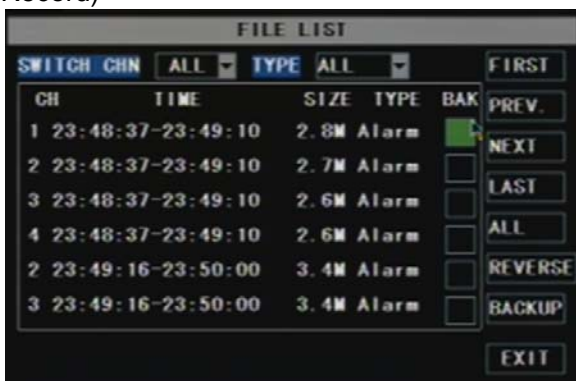 Record)
FILE LIST
SWITCH CHN ALL TYPE ALL FIRST
CH TIME SIZE TYPE BAK PREV.
1 23:48:37-23:49:10 2.8M Alarm
NEXT
2 23:48:37-23:49:10 2.7M Alarm
LAST
3 23:48:37-23:49:10 2.6M Alarm
4 23:48:37-23:49:10 2.6M Alarm ALL
2 23:49:16-23:50:00 3.4M Alarm REVERSE
3 23:49:16-23:50:00 3.4M Alarm BACKUP
EXIT